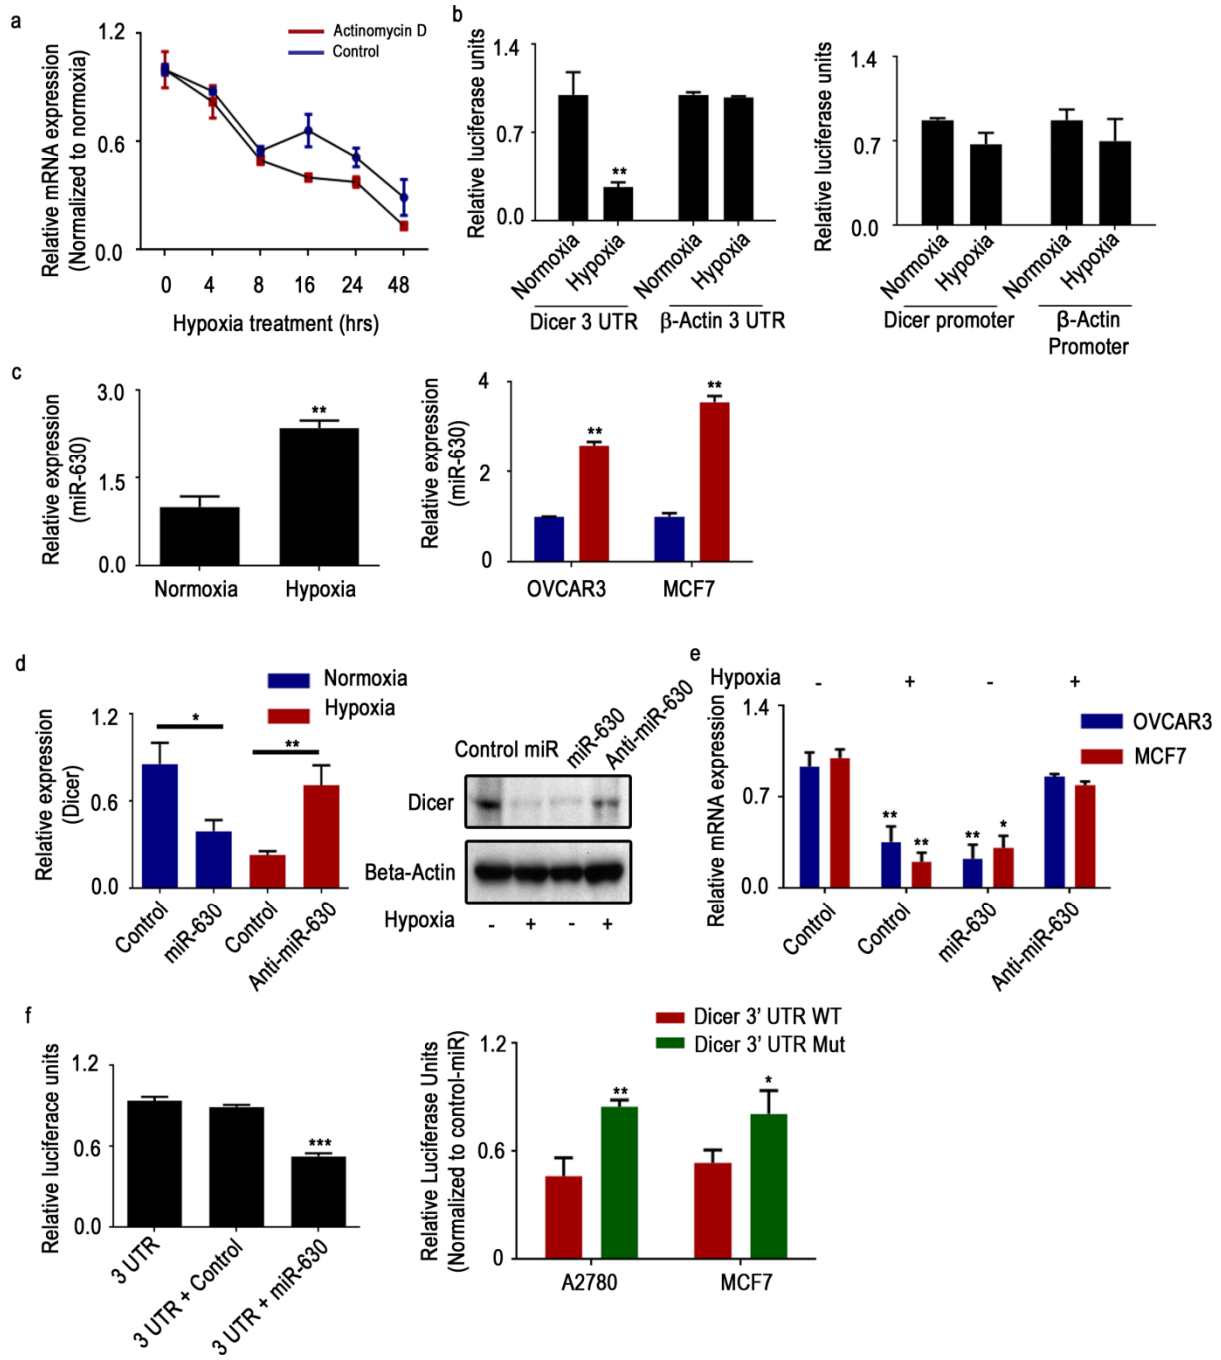 a
1.2
0.6
0.0
Relative mRNA expression
(Normalized to normoxia)
Actinomycin D
Control
0 4 8 16 24 48
Hypoxia treatment (hrs)
b
Relative luciferase units
1.4
0.7
0.0
**
Normoxia
Hypoxia
Normoxia
Hypoxia
Dicer 3 UTR
β-Actin 3 UTR
Relative luciferase units
1.4
0.7
0.0
Normoxia
Hypoxia
Normoxia
Hypoxia
Dicer promoter
β-Actin
Promoter
c
Relative expression
(miR-630)
3.0
1.5
0.0
**
Normoxia
Hypoxia
Relative expression
(miR-630)
4
2
0
**
**
OVCAR3
MCF7
d
Normoxia
Hypoxia
Relative expression
(Dicer)
1.2
0.6
0.0
*
**
Control
miR-630
Control
Anti-miR-630
Control miR
miR-630
Anti-miR-630
Dicer
Beta-Actin
Hypoxia - + - +
e
Hypoxia - + - +
Relative mRNA expression
1.4
0.7
0.0
OVCAR3
MCF7
**
**
**
*
Control
Control
miR-630
Anti-miR-630
f
Relative luciferace units
1.2
0.6
0.0
***
3 UTR
3 UTR + Control
3 UTR + miR-630
Dicer 3' UTR WT
Dicer 3' UTR Mut
Relative Luciferase Units
(Normalized to control-miR)
1.2
0.6
0
**
*
A2780
MCF7